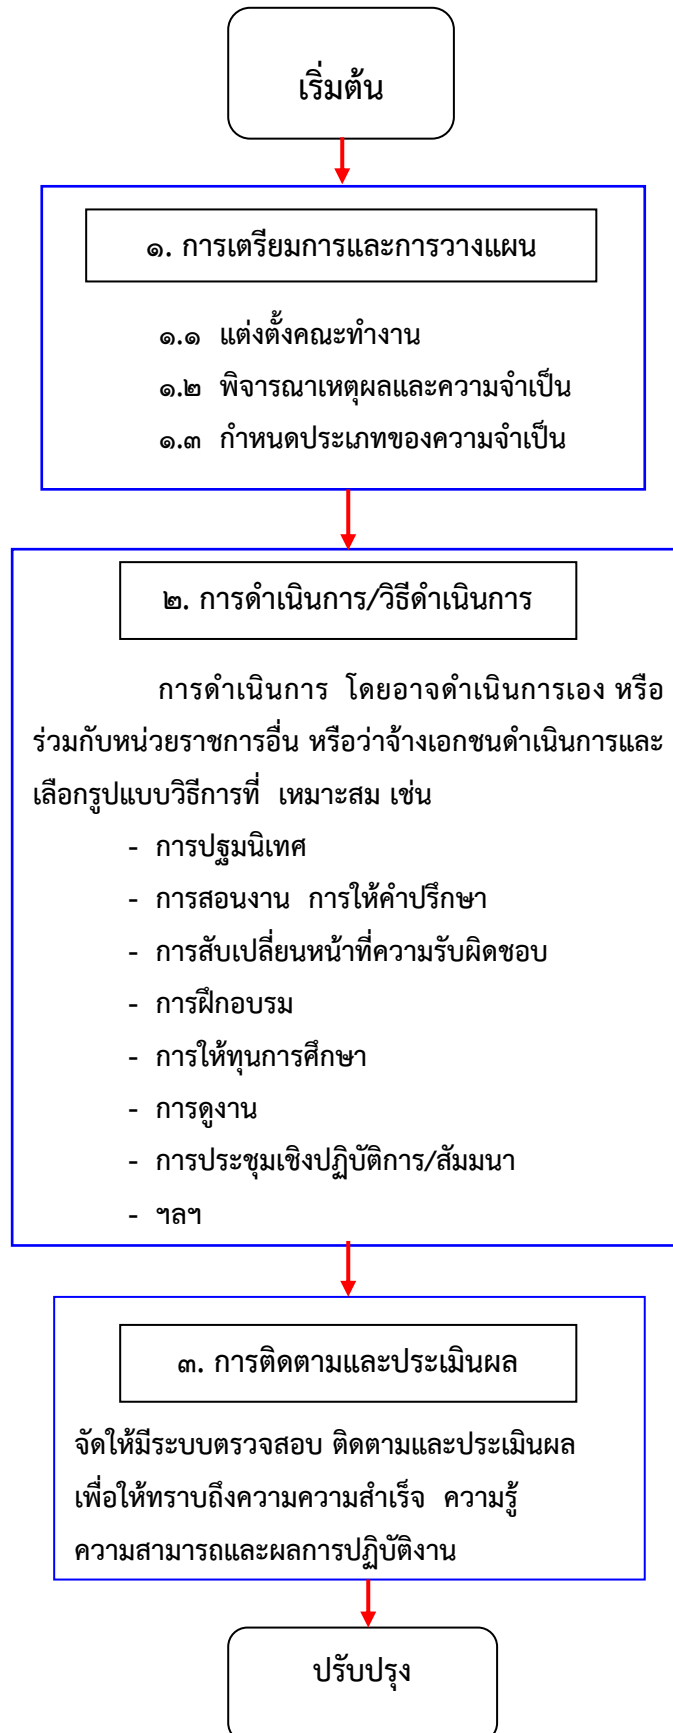 เริ่มต้น
๑. การเตรียมการและการวางแผน
๑.๑ แต่งตั้งคณะทำงาน
๑.๒ พิจารณาเหตุผลและความจำเป็น
๑.๓ กำหนดประเภทของความจำเป็น
๒. การดำเนินการ/วิธีดำเนินการ
การดำเนินการ โดยอาจดำเนินการเอง หรือ
ร่วมกับหน่วยราชการอื่น หรือว่าจ้างเอกชนดำเนินการและ
เลือกรูปแบบวิธีการที่ เหมาะสม เช่น
- การปฐมนิเทศ
- การสอนงาน การให้คำปรึกษา
- การสับเปลี่ยนหน้าที่ความรับผิดชอบ
- การฝึกอบรม
- การให้ทุนการศึกษา
- การดูงาน
- การประชุมเชิงปฏิบัติการ/สัมมนา
- ฯลฯ
๓. การติดตามและประเมินผล
จัดให้มีระบบตรวจสอบ ติดตามและประเมินผล
เพื่อให้ทราบถึงความความสำเร็จ ความรู้
ความสามารถและผลการปฏิบัติงาน
ปรับปรุง